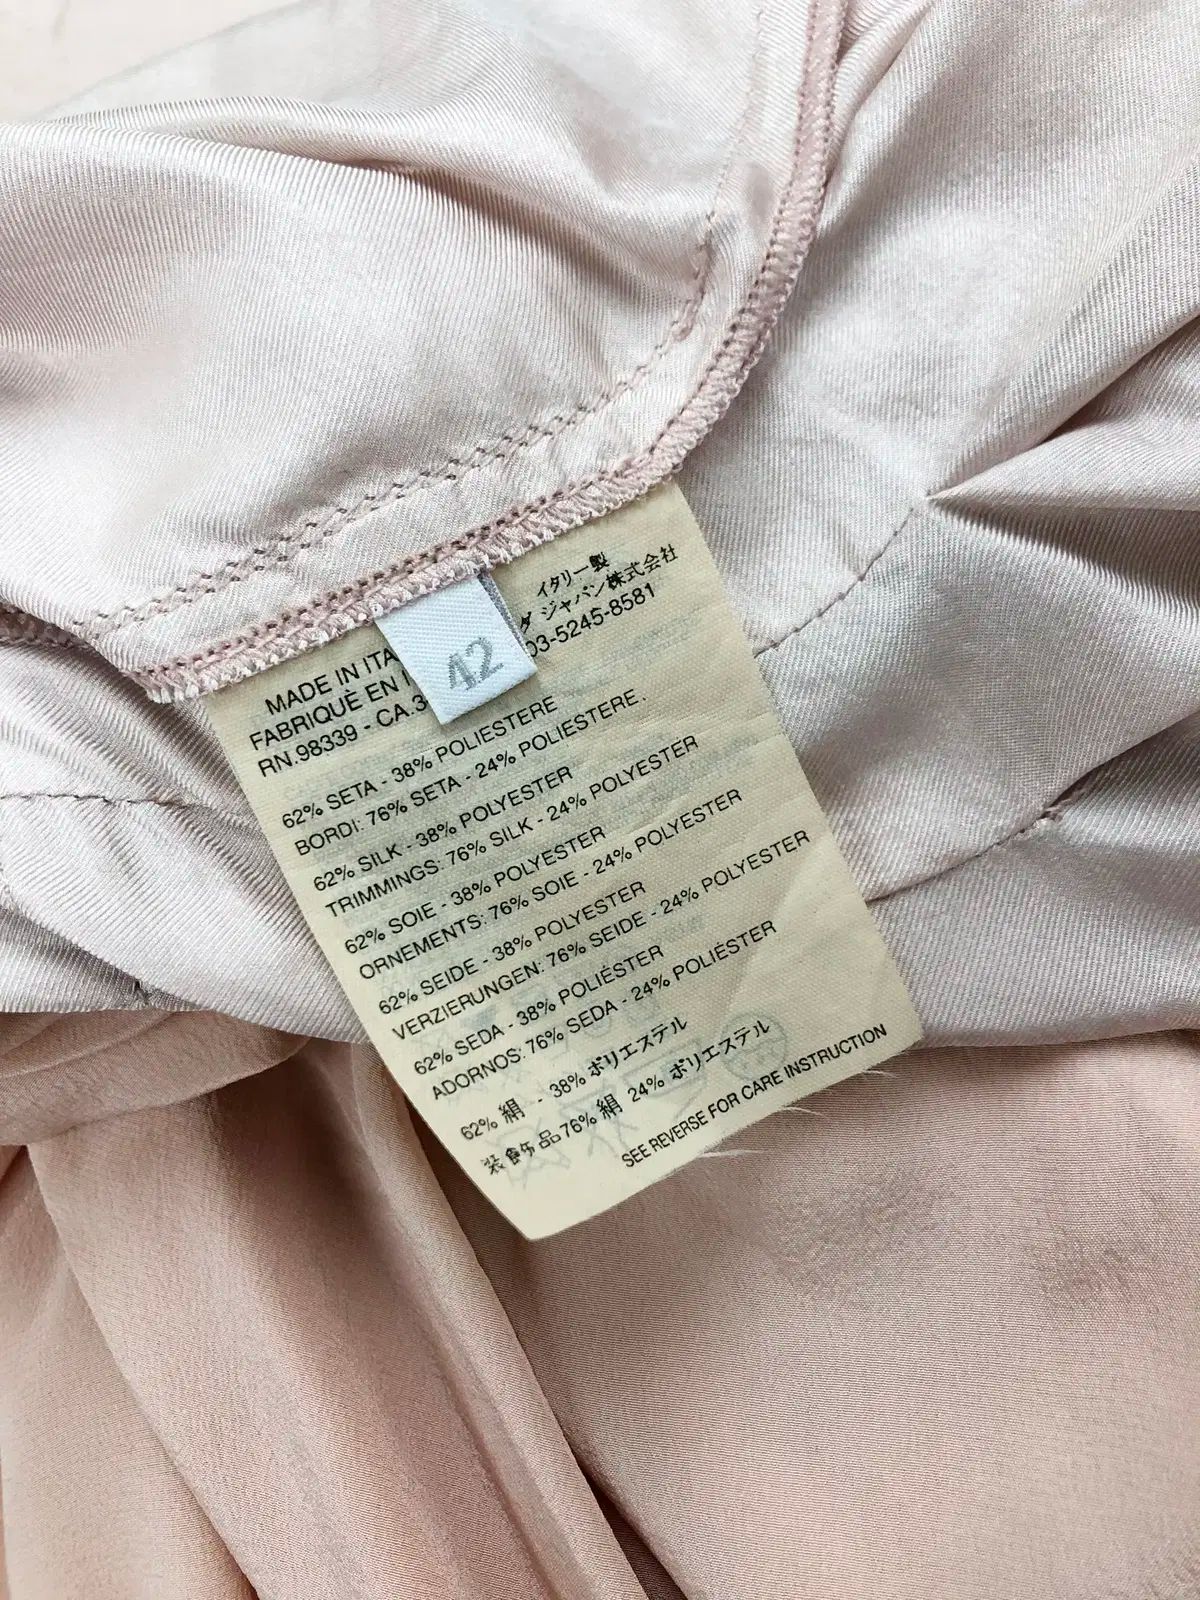 イタリー製
ダ ジャパン株式会社
03-5245-8581
42
MADE IN ITA
FABRIQUÈ EN I
RN.98339 - CA.3
62% SETA - 38% POLIESTERE
BORDI: 76% SETA - 24% POLIESTERE.
62% SILK - 38% POLYESTER
TRIMMINGS: 76% SILK - 24% POLYESTER
62% SOIE - 38% POLYESTER
ORNEMENTS: 76% SOIE - 24% POLYESTER
62% SEIDE - 38% POLYESTER
VERZIERUNGEN: 76% SEIDE - 24% POLYESTER
62% SEDA - 38% POLIÉSTER
ADORNOS: 76% SEDA - 24% POLIÉSTER
62% 絹 - 38% ポリエステル
装飾品76% 絹 24% ポリエステル
SEE REVERSE FOR CARE INSTRUCTION